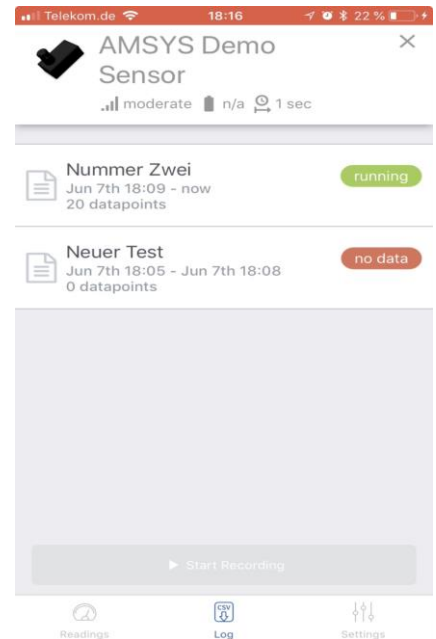 Telekom.de 18:16 22 %
AMSYS Demo
Sensor
moderate n/a 1 sec
Nummer Zwei
running
Jun 7th 18:09 - now
20 datapoints
Neuer Test
no data
Jun 7th 18:05 - Jun 7th 18:08
0 datapoints
Start Recording
CSV
Readings Log Settings